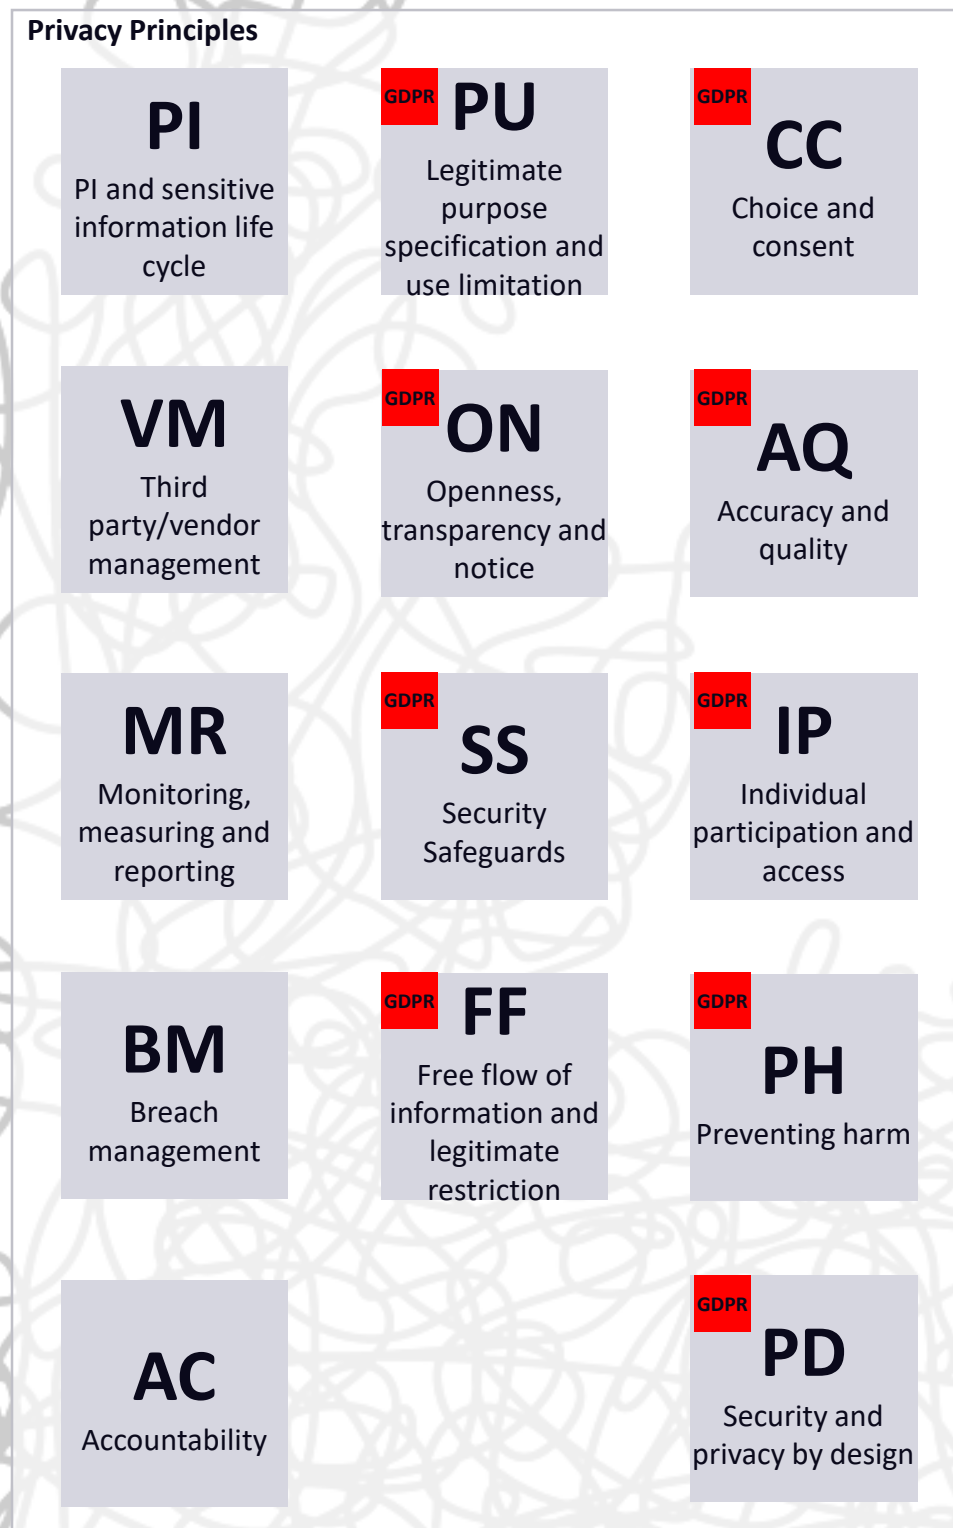 Privacy Principles
PI
PI and sensitive
information life
cycle
GDPR
PU
Legitimate
purpose
specification and
use limitation
GDPR
CC
Choice and
consent
VM
Third
party/vendor
management
GDPR
ON
Openness,
transparency and
notice
GDPR
AQ
Accuracy and
quality
MR
Monitoring,
measuring and
reporting
GDPR
SS
Security
Safeguards
GDPR
IP
Individual
participation and
access
BM
Breach
management
GDPR
FF
Free flow of
information and
legitimate
restriction
GDPR
PH
Preventing harm
AC
Accountability
GDPR
PD
Security and
privacy by design